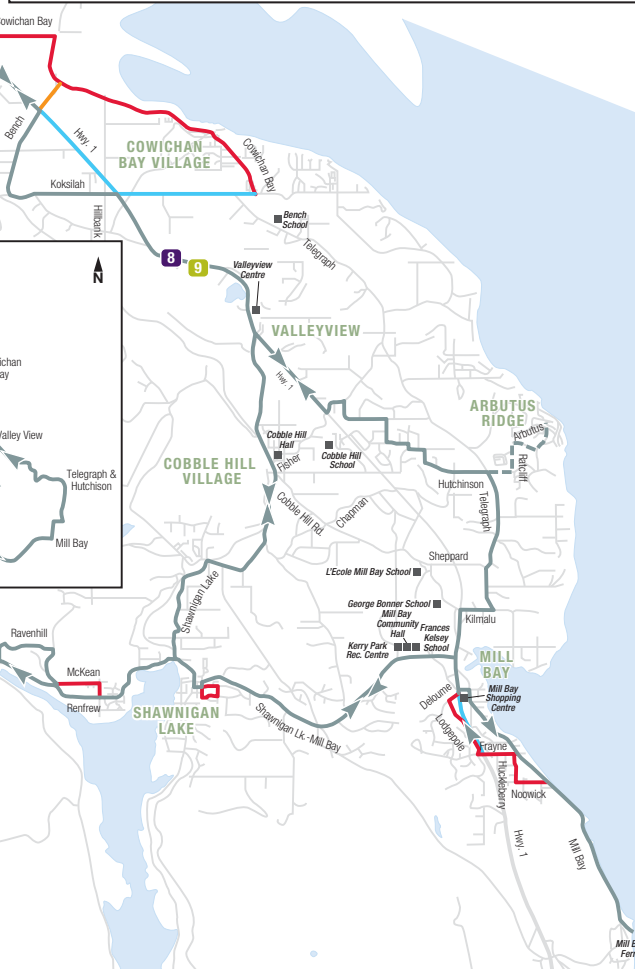 owichan Bay
Bench
Hwy. 1
COWICHAN
BAY VILLAGE
Cowichan Bay
Koksilah
Hillbank
Bench
School
Telegraph
8
9
Valleyview
Centre
N
VALLEYVIEW
Hwy. 1
ichan
ay
ARBUTUS
RIDGE
Arbutus
Ratcliff
alley View
Cobble Hill
Hall
Fisher
Cobble Hill
School
COBBLE HILL
VILLAGE
Telegraph &
Hutchison
Hutchinson
Telegraph
Cobble Hill Rd.
Chapman
Mill Bay
Sheppard
L'Ecole Mill Bay School
Shawnigan Lake
George Bonner School
Mill Bay
Community
Hall
Frances
Kelsey
School
Kilmalu
Kerry Park
Rec. Centre
Ravenhill
MILL
BAY
McKean
Renfrew
SHAWNIGAN
LAKE
Shawnigan Lk.-Mill Bay
Deloume
Mill Bay
Shopping
Centre
Lodgepole
Frayne
Huckleberry
Noowick
Hwy. 1
Mill Bay
Mill B
Ferr